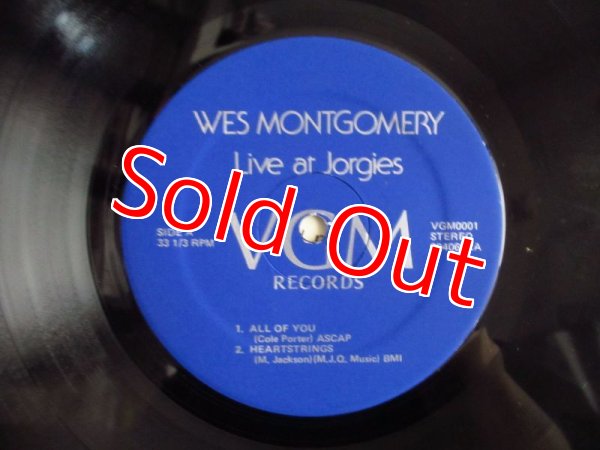 WES MONTGOMERY
Live at Jorgies
SIDE A
33 1/3 RPM
VGM
VGM0001
STEREO
RECORDS
Sold Out
1. ALL OF YOU
(Cole Porter) ASCAP
2. HEARTSTRINGS
(M. Jackson)(M.J.Q. Music) BMI